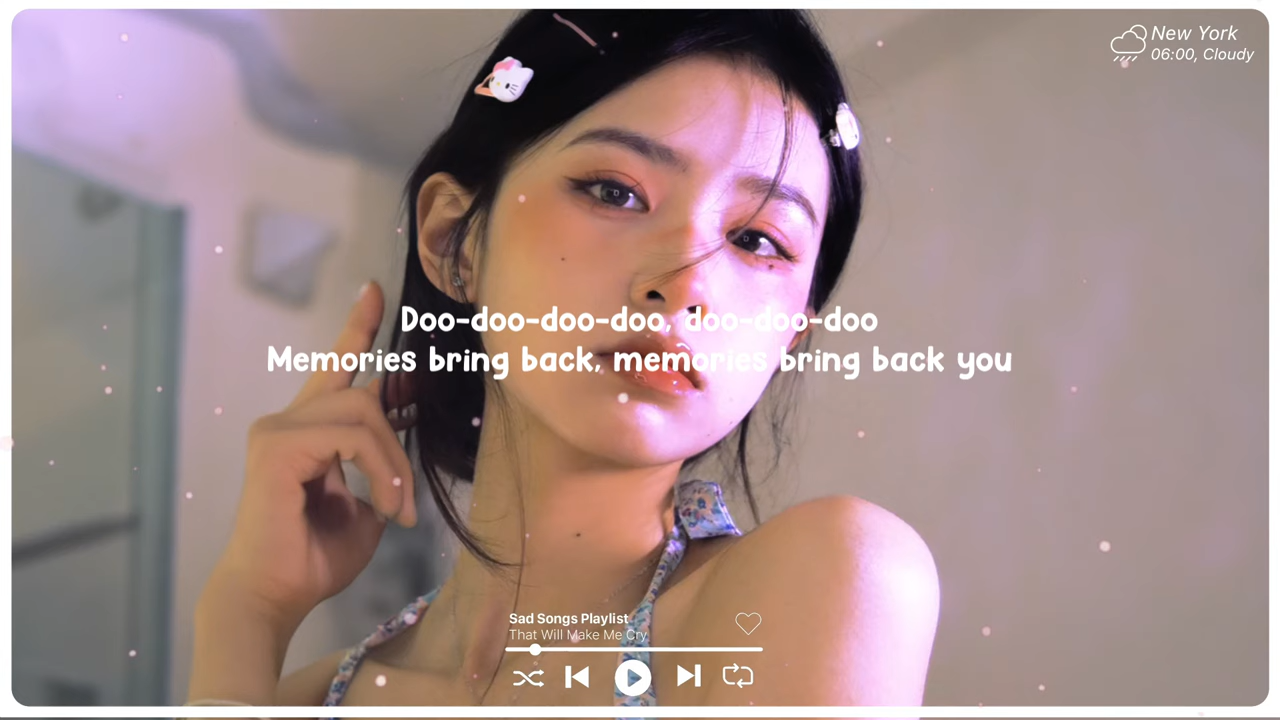 New York
06:00, Cloudy
Doo-doo-doo-doo, doo-doo-doo
Memories bring back, memories bring back you
Sad Songs Playlist
That Will Make Me Cry